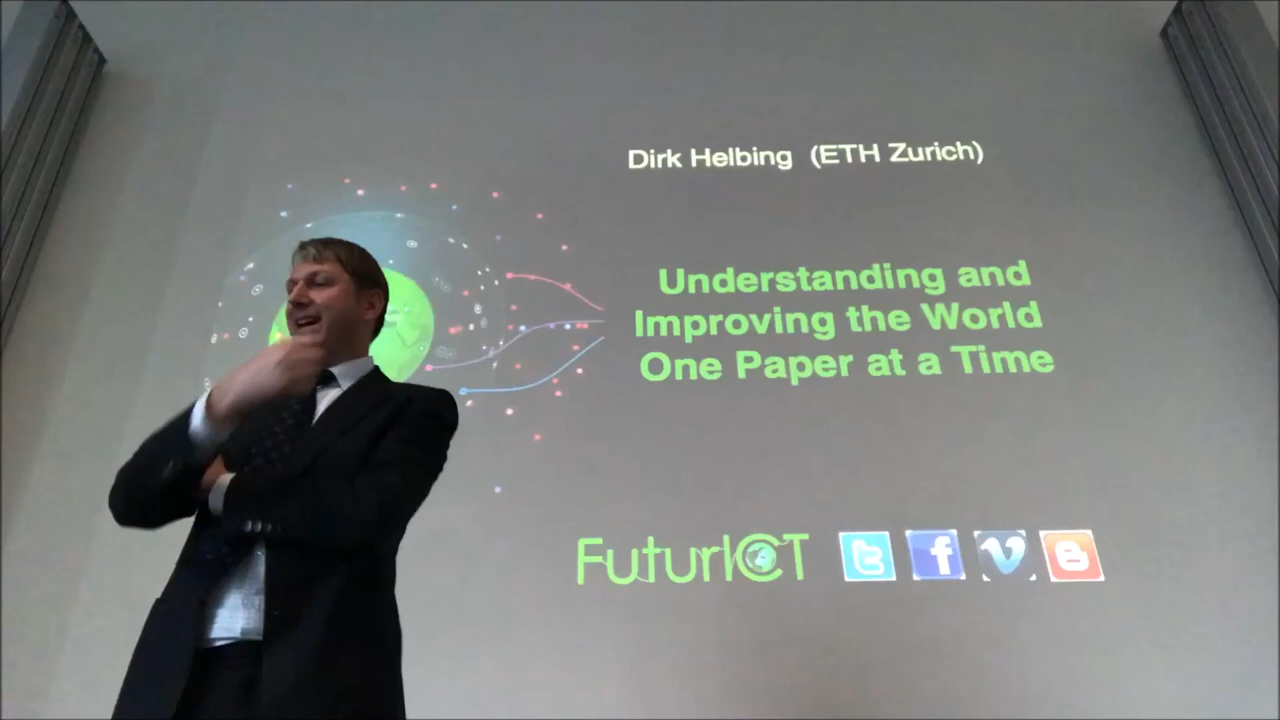 Dirk Helbing (ETH Zurich)
Understanding and
Improving the World
One Paper at a Time
FuturICT